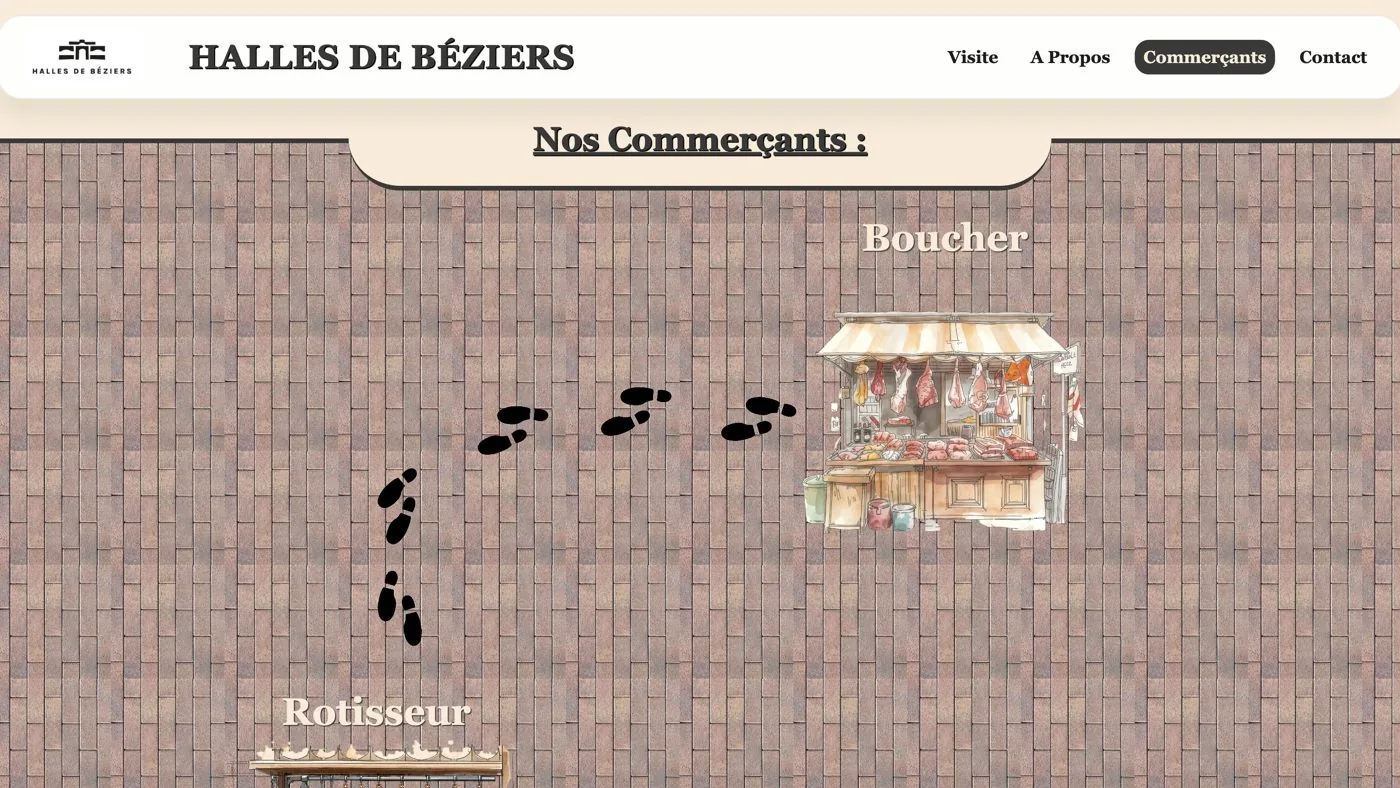 HALLES DE BÉZIERS
HALLES DE BÉZIERS
Visite
A Propos
Commerçants
Contact
Nos Commerçants :
Boucher
Rotisseur